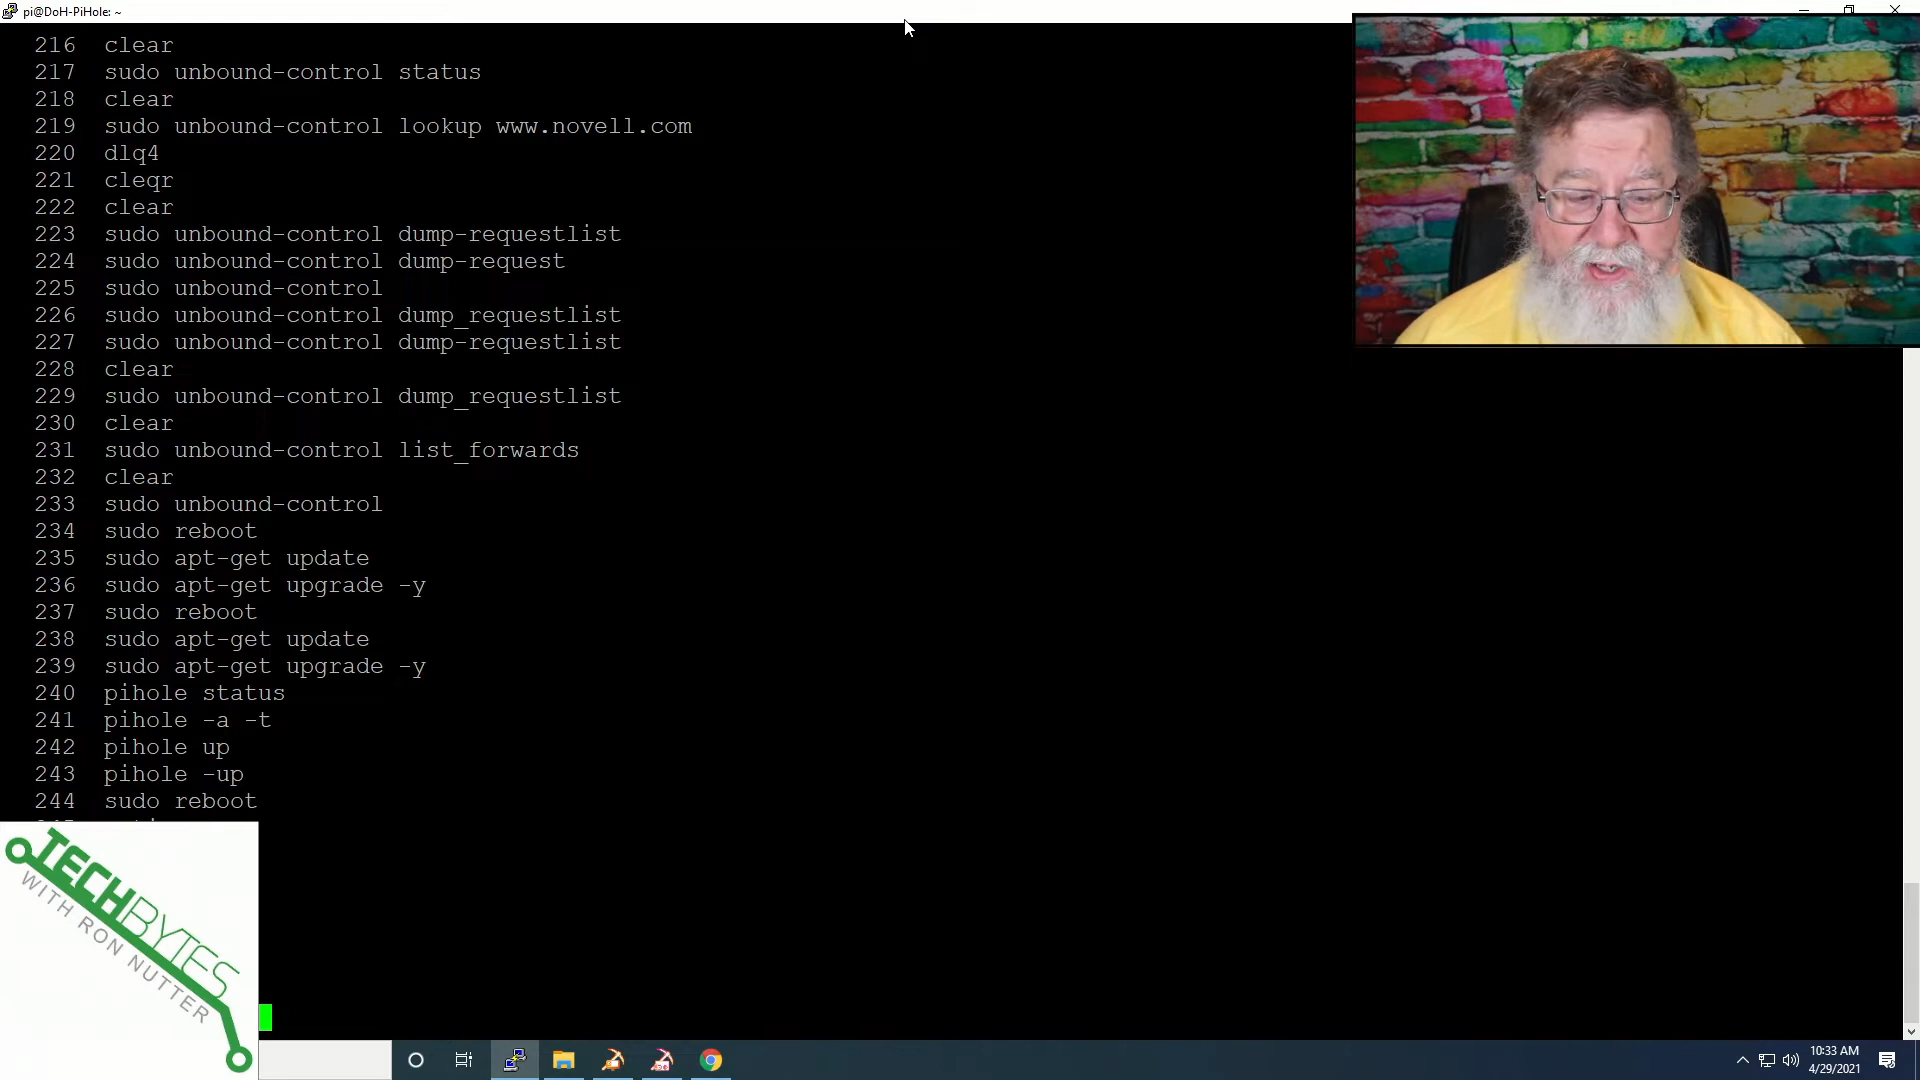 pi@DoH-PiHole: ~
216 clear
217 sudo unbound-control status
218 clear
219 sudo unbound-control lookup www.novell.com
220 dlq4
221 cleqr
222 clear
223 sudo unbound-control dump-requestlist
224 sudo unbound-control dump-request
225 sudo unbound-control
226 sudo unbound-control dump_requestlist
227 sudo unbound-control dump-requestlist
228 clear
229 sudo unbound-control dump_requestlist
230 clear
231 sudo unbound-control list_forwards
232 clear
233 sudo unbound-control
234 sudo reboot
235 sudo apt-get update
236 sudo apt-get upgrade -y
237 sudo reboot
238 sudo apt-get update
239 sudo apt-get upgrade -y
240 pihole status
241 pihole -a -t
242 pihole up
243 pihole -up
244 sudo reboot
TECHBYTES
WITH RON NUTTER
10:33 AM
4/29/2021